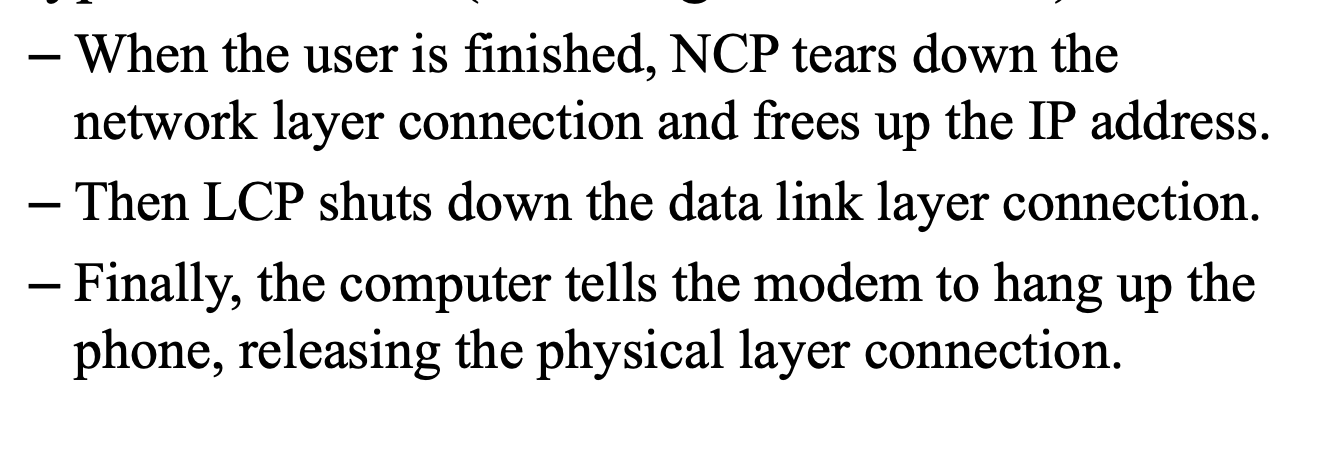 – When the user is finished, NCP tears down the
network layer connection and frees up the IP address.
– Then LCP shuts down the data link layer connection.
– Finally, the computer tells the modem to hang up the
phone, releasing the physical layer connection.